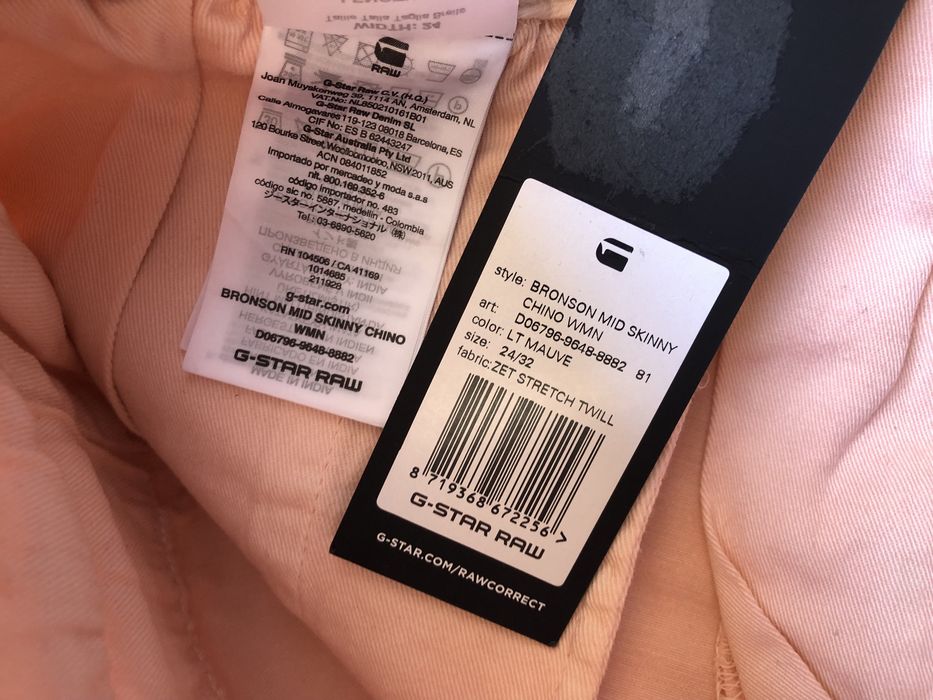 Taille Talla Taglia Breite
WIDTH: 24
RAW
G-Star Raw C.V. (H.Q.)
Joan Muyskenweg 39, 1114 AN, Amsterdam, NL
VAT.No: NL850210161B01
G-Star Raw Denim SL
Calle Almogavares 119-123 08018 Barcelona, ES
CIF No: ES B 62443247
G-Star Australia Pty Ltd
120 Bourke Street, Woolloomooloo, NSW 2011, AUS
ACN 084011852
Importado por mercadeo y moda s.a.s
nit. 800.169.352-6
código importador no. 483
código sic no. 5887, medellin - Colombia
ジースターインターナショナル (株)
Tel : 03-6890-5620
RN 104506 / CA 41169
1014685
211928
g-star.com
BRONSON MID SKINNY CHINO
WMN
D06796-9648-8882
G-STAR RAW
MADE IN INDIA
style: BRONSON MID SKINNY
CHINO WMN
art: D06796-9648-8882 81
color: LT MAUVE
size: 24/32
fabric: ZET STRETCH TWILL
8 719368 672256 >
G-STAR RAW
G-STAR.COM/RAWCORRECT